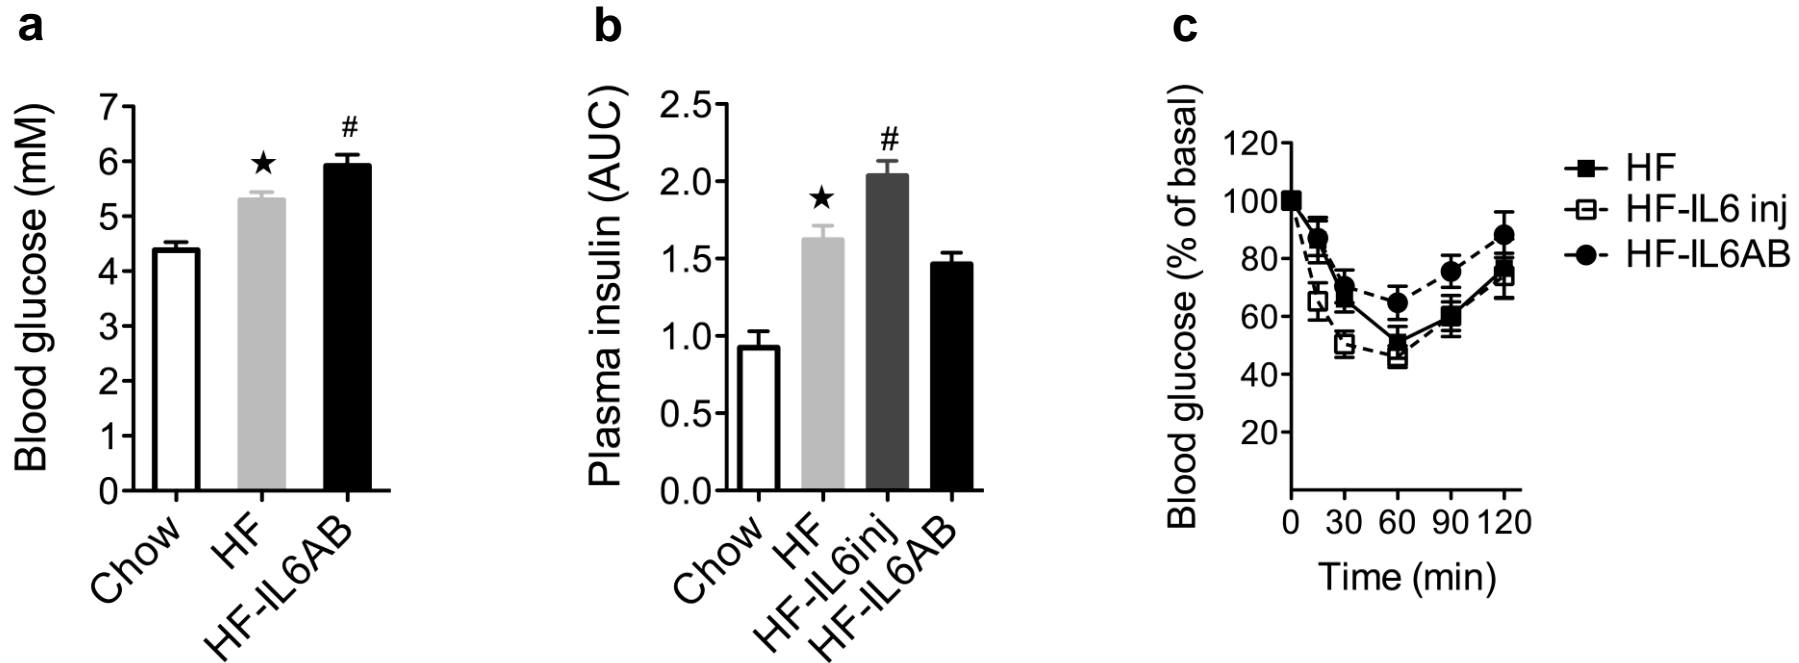 a
Blood glucose (mM)
7
6
5
4
3
2
1
0
★
#
Chow
HF
HF-IL6AB
b
Plasma insulin (AUC)
2.5
2.0
1.5
1.0
0.5
0.0
★
#
Chow
HF
HF-IL6inj
HF-IL6AB
c
Blood glucose (% of basal)
120
100
80
60
40
20
0 30 60 90 120
Time (min)
HF
HF-IL6 inj
HF-IL6AB